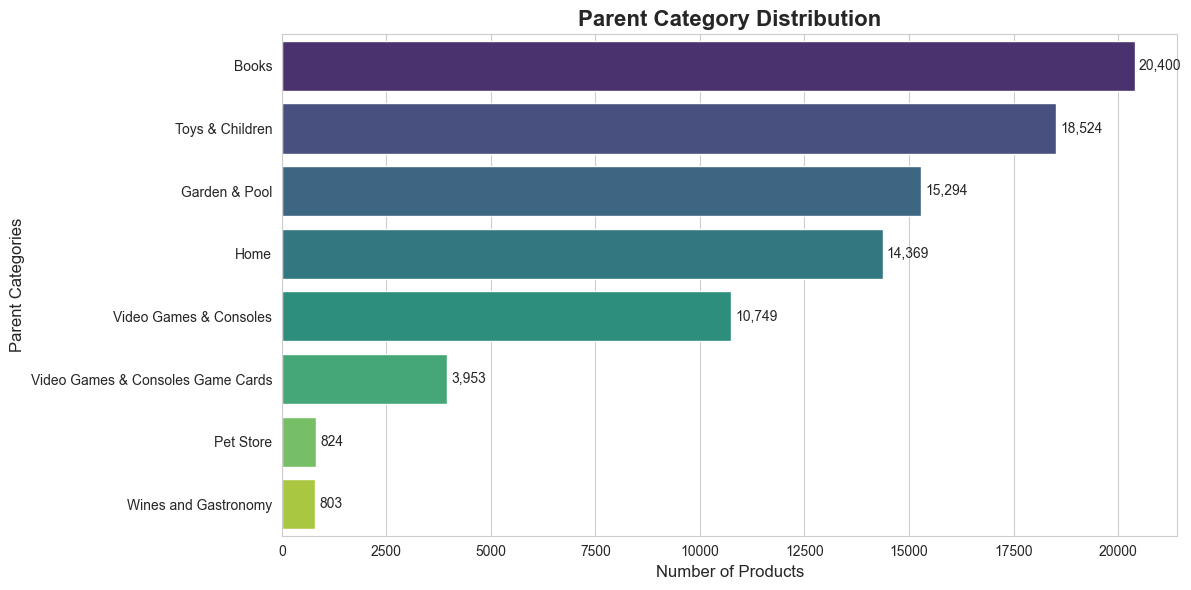 Parent Category Distribution
Parent Categories
Books
20,400
Toys & Children
18,524
Garden & Pool
15,294
Home
14,369
Video Games & Consoles
10,749
Video Games & Consoles Game Cards
3,953
Pet Store
824
Wines and Gastronomy
803
0 2500 5000 7500 10000 12500 15000 17500 20000
Number of Products